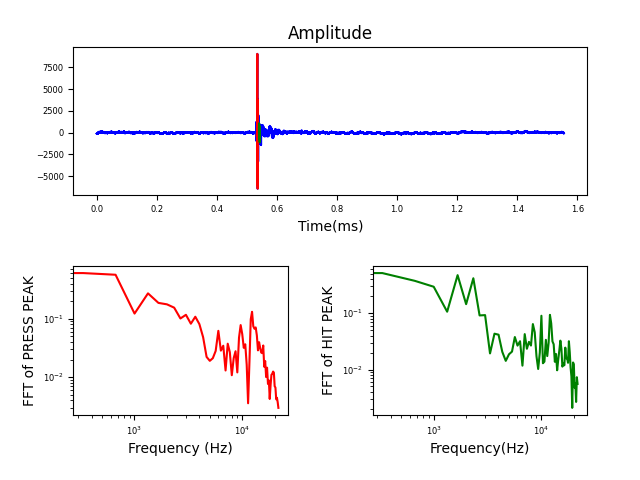 Amplitude
7500
5000
2500
0
−2500
−5000
0.0 0.2 0.4 0.6 0.8 1.0 1.2 1.4 1.6
Time(ms)
FFT of PRESS PEAK
10⁻¹
10⁻²
10³ 10⁴
Frequency (Hz)
FFT of HIT PEAK
10⁻¹
10⁻²
10³ 10⁴
Frequency(Hz)